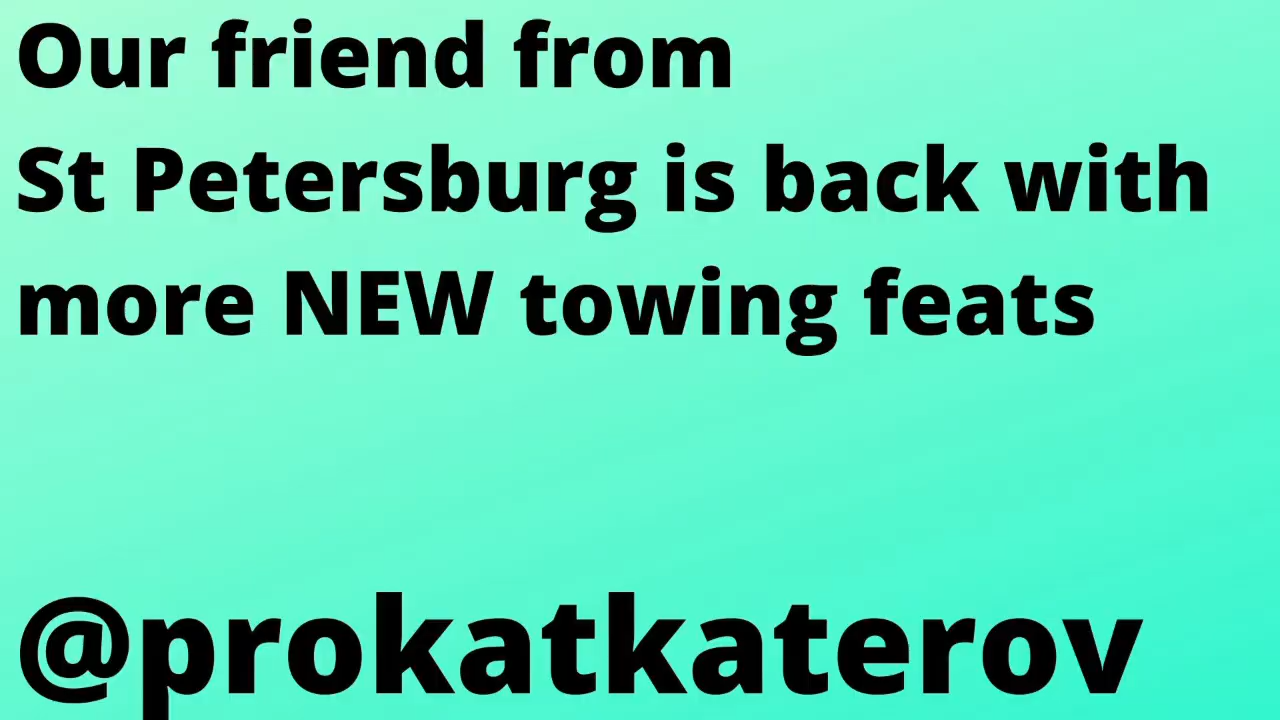 Our friend from
St Petersburg is back with
more NEW towing feats
@prokatkaterov